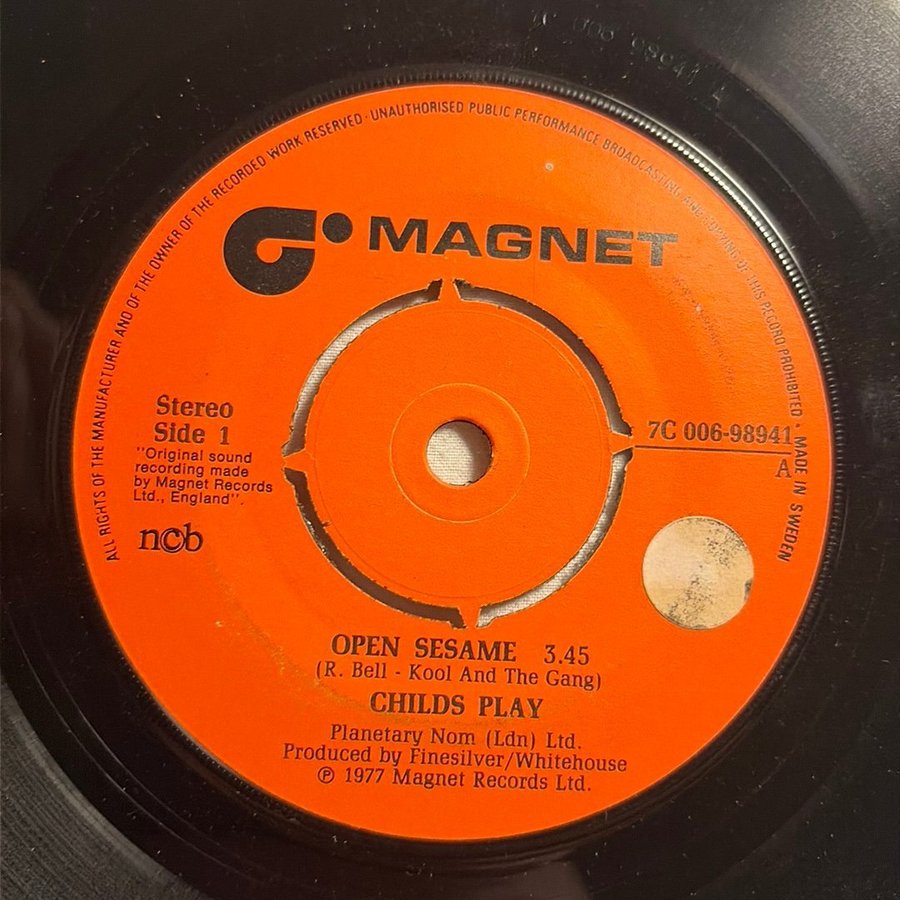 ALL RIGHTS OF THE MANUFACTURER AND OF THE OWNER OF THE RECORDED WORK RESERVED · UNAUTHORISED PUBLIC PERFORMANCE BROADCASTING AND COPYING OF THIS RECORD PROHIBITED · MADE IN SWEDEN
MAGNET
Stereo
Side 1
"Original sound
recording made
by Magnet Records
Ltd., England".
ncb
7C 006-98941
A
OPEN SESAME 3.45
(R. Bell - Kool And The Gang)
CHILDS PLAY
Planetary Nom (Ldn) Ltd.
Produced by Finesilver/Whitehouse
℗ 1977 Magnet Records Ltd.